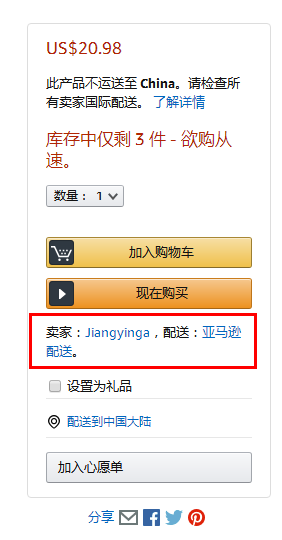 US$20.98
此产品不运送至 China。请检查所
有卖家国际配送。 了解详情
库存中仅剩 3 件 - 欲购从
速。
数量： 1
加入购物车
现在购买
卖家：Jiangyinga，配送：亚马逊
配送。
设置为礼品
配送到中国大陆
加入心愿单
分享